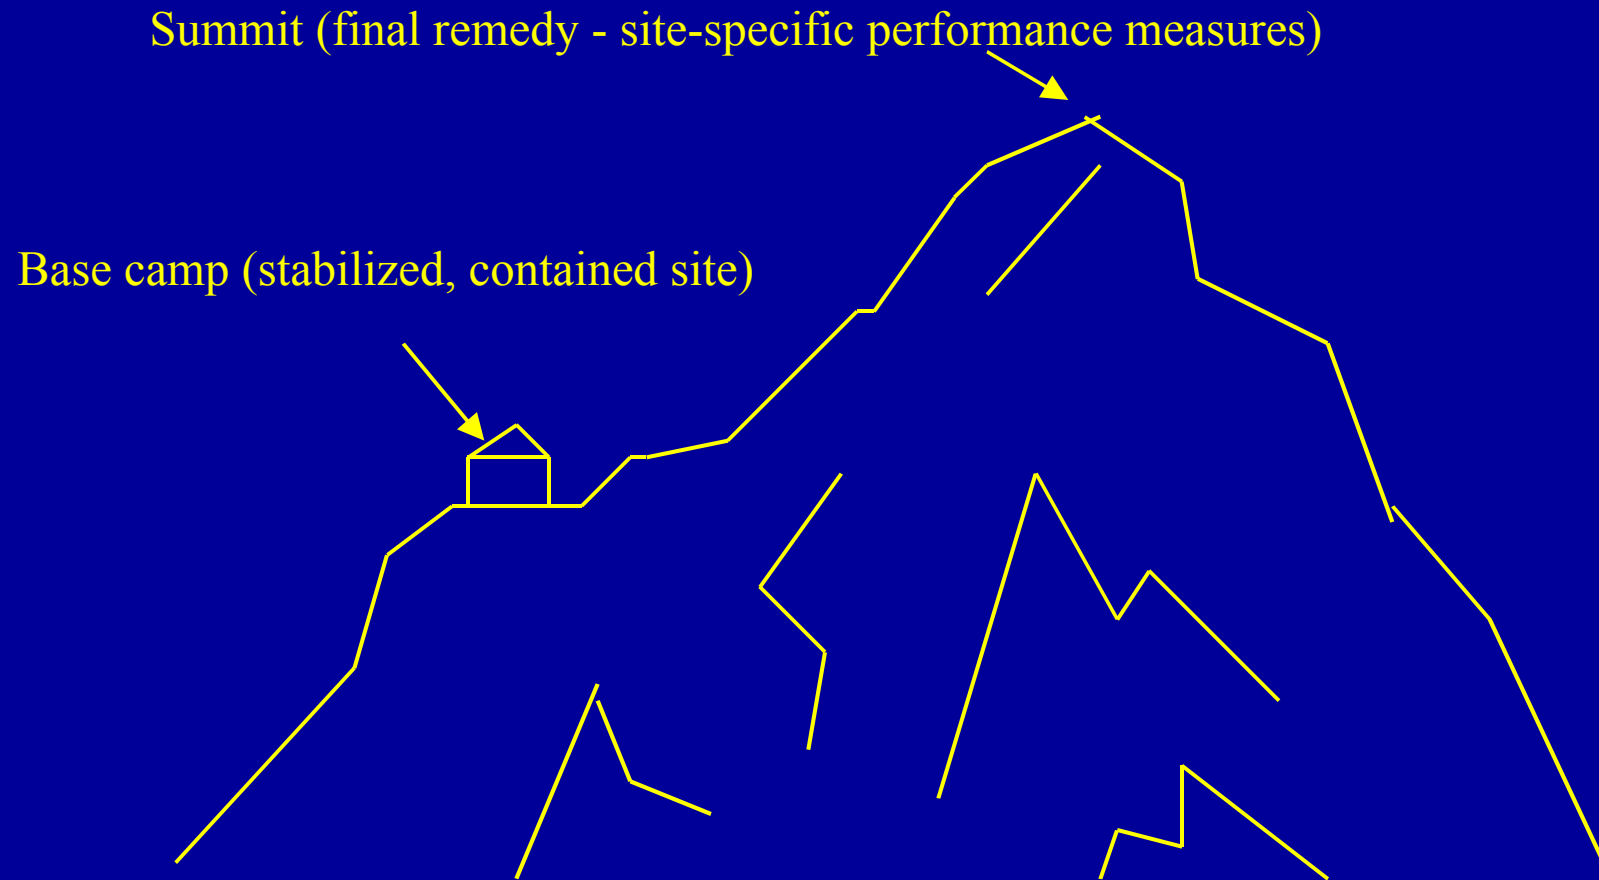 Summit (final remedy - site-specific performance measures)
Base camp (stabilized, contained site)